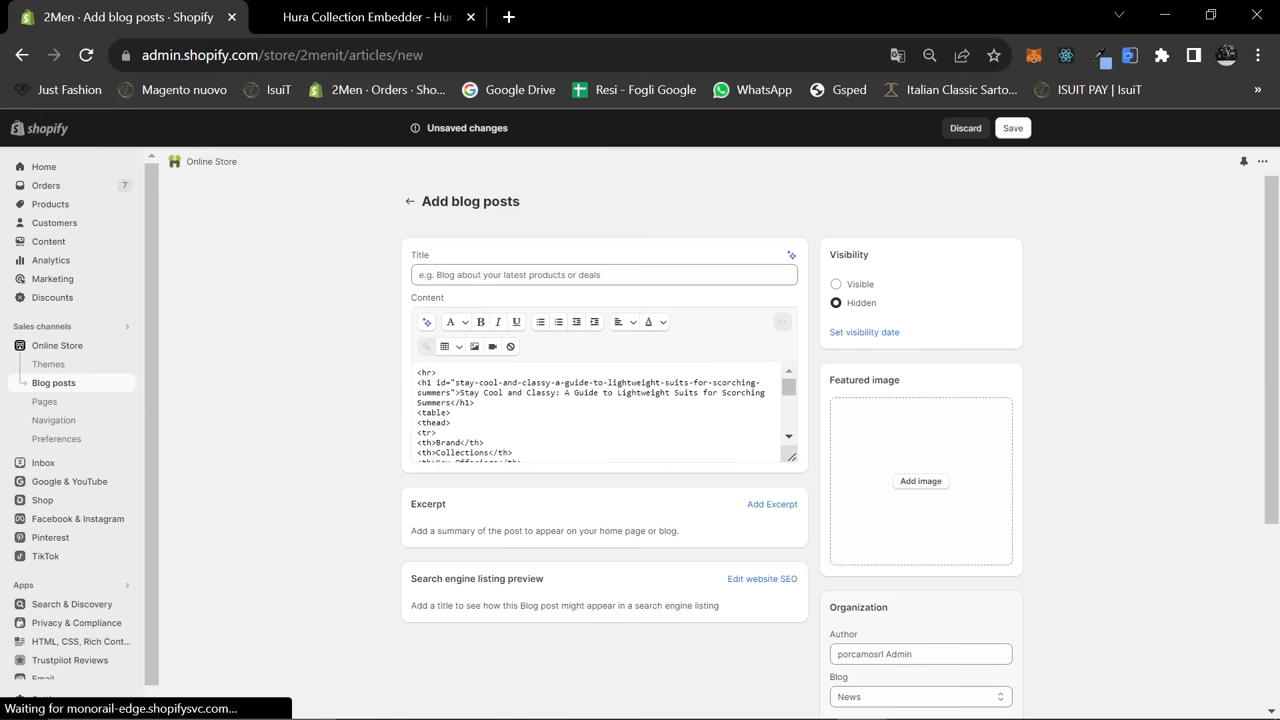 2Men · Add blog posts · Shopify
Hura Collection Embedder - Hur
admin.shopify.com/store/2menit/articles/new
Just Fashion
Magento nuovo
IsuiT
2Men · Orders · Sho...
Google Drive
Resi - Fogli Google
WhatsApp
Gsped
Italian Classic Sarto...
ISUIT PAY | IsuiT
»
shopify
Unsaved changes
Discard
Save
Home
Orders
7
Products
Customers
Content
Analytics
Marketing
Discounts
Sales channels
Online Store
Themes
Blog posts
Pages
Navigation
Preferences
Inbox
Google & YouTube
Shop
Facebook & Instagram
Pinterest
TikTok
Apps
Search & Discovery
Privacy & Compliance
HTML, CSS, Rich Cont...
Trustpilot Reviews
Email
Waiting for monorail-edge.shopifysvc.com...
Online Store
Add blog posts
Title
e.g. Blog about your latest products or deals
Content
A
B
I
U
A
<hr>
<h1 id="stay-cool-and-classy-a-guide-to-lightweight-suits-for-scorching-
summers">Stay Cool and Classy: A Guide to Lightweight Suits for Scorching
Summers</h1>
<table>
<thead>
<tr>
<th>Brand</th>
<th>Collections</th>
<th>Key Offerings</th>
Excerpt
Add Excerpt
Add a summary of the post to appear on your home page or blog.
Search engine listing preview
Edit website SEO
Add a title to see how this Blog post might appear in a search engine listing
Visibility
Visible
Hidden
Set visibility date
Featured image
Add image
Organization
Author
porcamosrl Admin
Blog
News